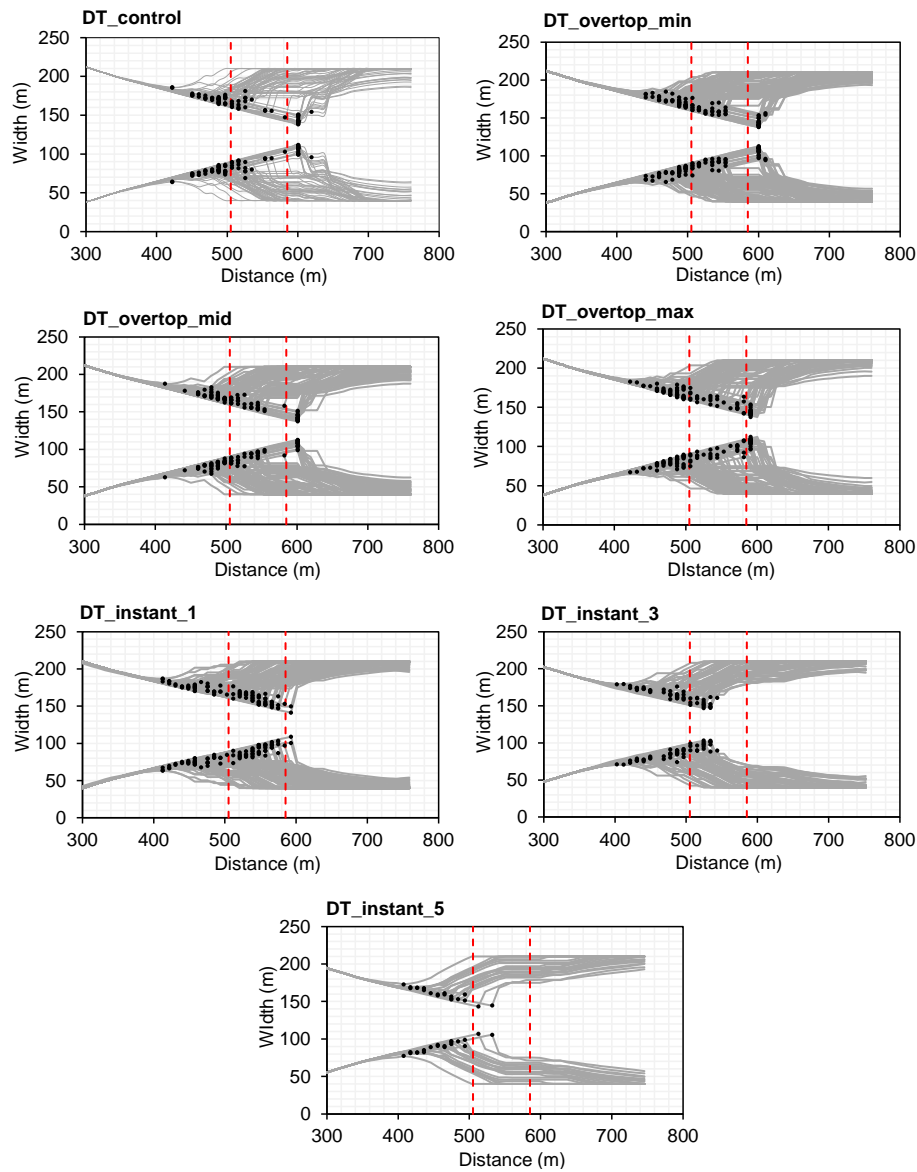 DT_control
250
200
150
100
50
0
Width (m)
300 400 500 600 700 800
Distance (m)
DT_overtop_min
250
200
150
100
50
0
Width (m)
300 400 500 600 700 800
Distance (m)
DT_overtop_mid
250
200
150
100
50
0
Width (m)
300 400 500 600 700 800
Distance (m)
DT_overtop_max
250
200
150
100
50
0
Width (m)
300 400 500 600 700 800
DIstance (m)
DT_instant_1
250
200
150
100
50
0
Width (m)
300 400 500 600 700 800
Distance (m)
DT_instant_3
250
200
150
100
50
0
Width (m)
300 400 500 600 700 800
Distance (m)
DT_instant_5
250
200
150
100
50
0
WIdth (m)
300 400 500 600 700 800
Distance (m)